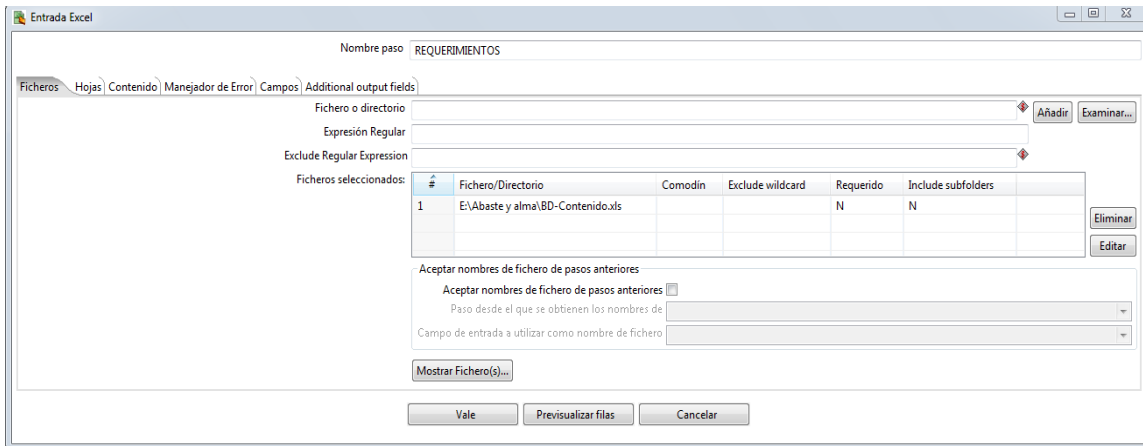 Entrada Excel
Nombre paso REQUERIMIENTOS
Ficheros Hojas Contenido Manejador de Error Campos Additional output fields
Fichero o directorio Añadir Examinar...
Expresión Regular
Exclude Regular Expression
Ficheros seleccionados: # Fichero/Directorio Comodín Exclude wildcard Requerido Include subfolders
1 E:\Abaste y alma\BD-Contenido.xls N N
Eliminar
Editar
Aceptar nombres de fichero de pasos anteriores
Aceptar nombres de fichero de pasos anteriores
Paso desde el que se obtienen los nombres de
Campo de entrada a utilizar como nombre de fichero
Mostrar Fichero(s)...
Vale Previsualizar filas Cancelar